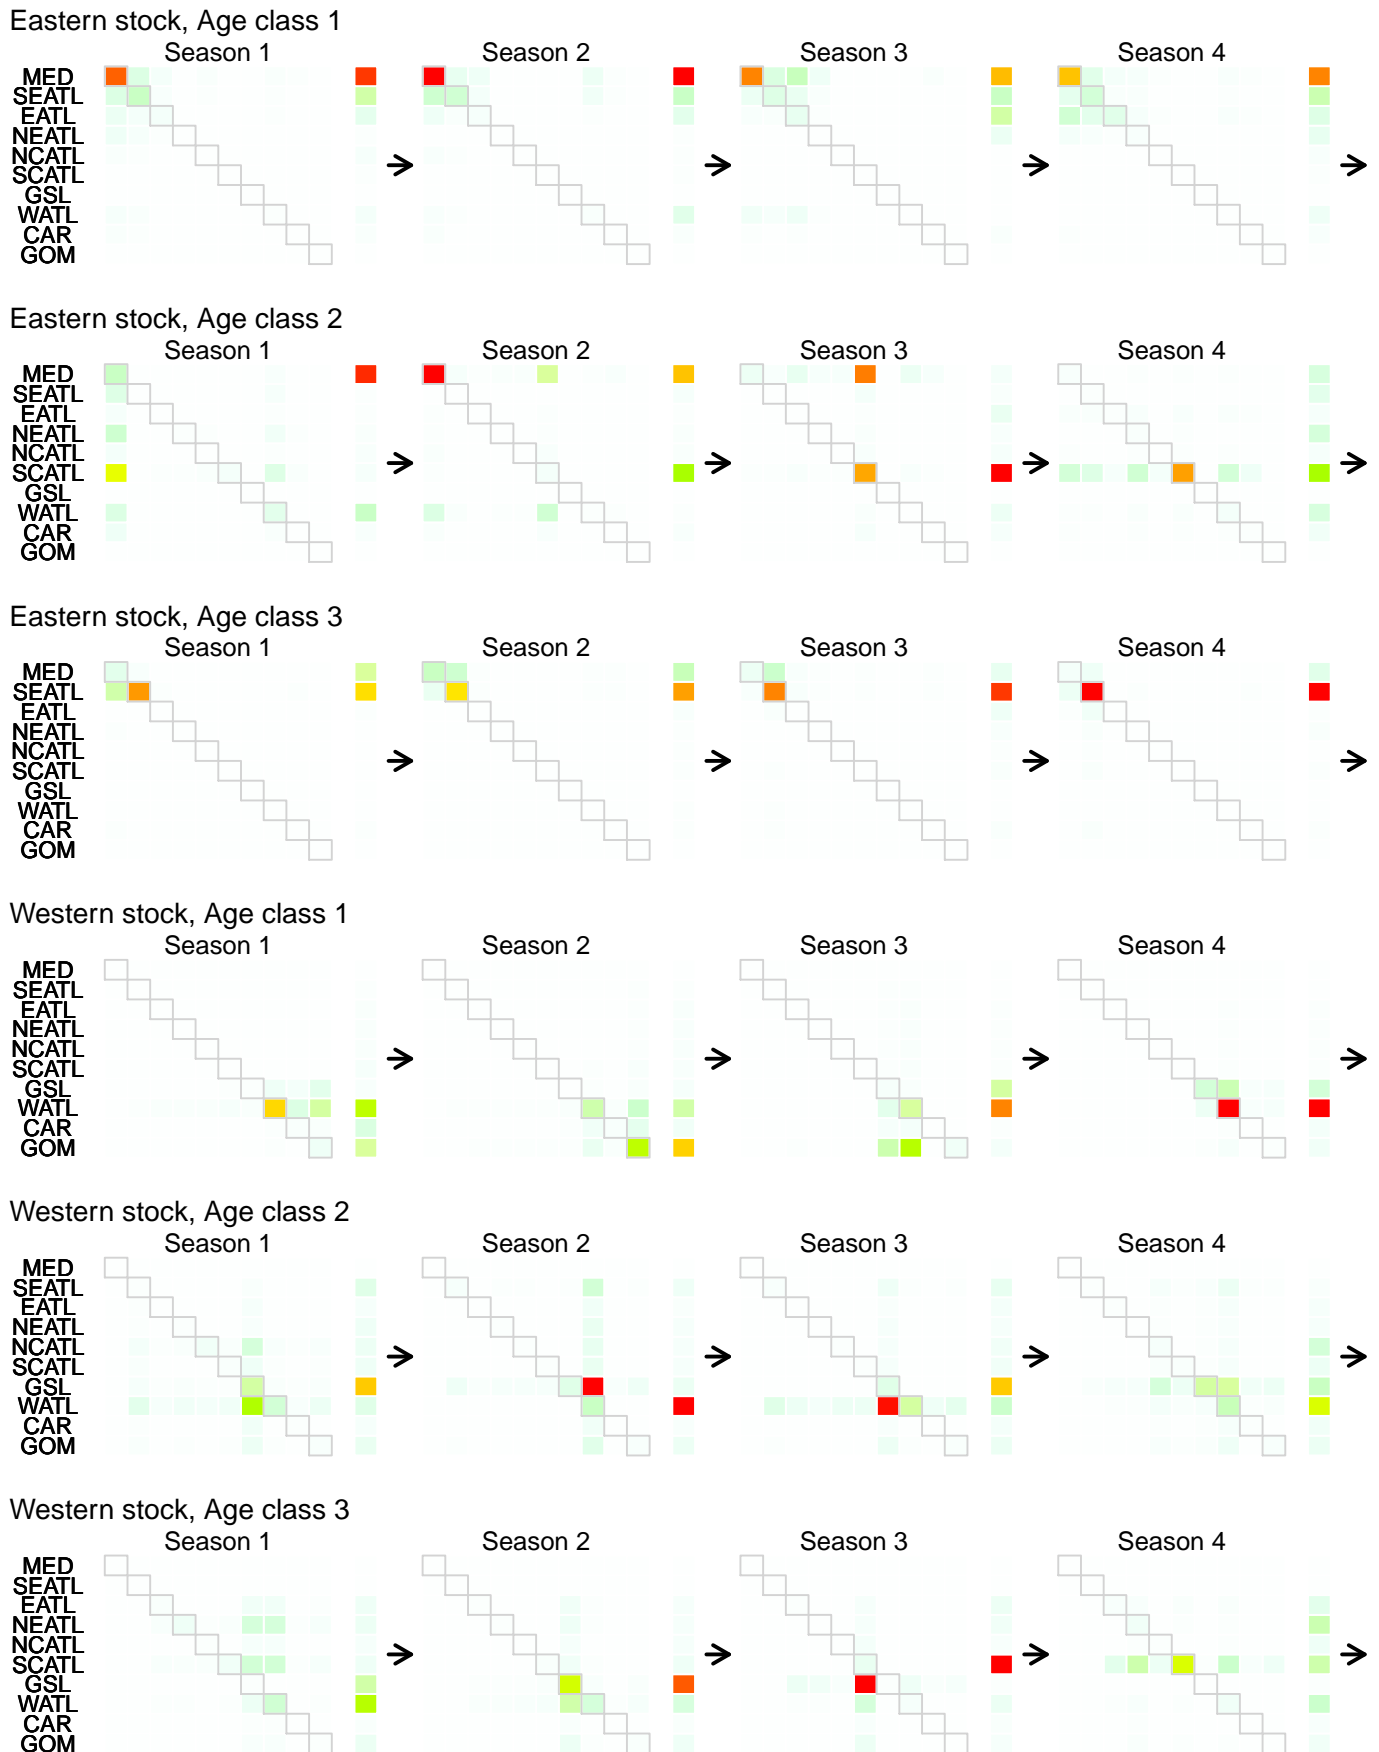 Eastern stock, Age class 1
Season 1 Season 2 Season 3 Season 4
MED
SEATL
EATL
NEATL
NCATL
SCATL
GSL
WATL
CAR
GOM
Eastern stock, Age class 2
Season 1 Season 2 Season 3 Season 4
MED
SEATL
EATL
NEATL
NCATL
SCATL
GSL
WATL
CAR
GOM
Eastern stock, Age class 3
Season 1 Season 2 Season 3 Season 4
MED
SEATL
EATL
NEATL
NCATL
SCATL
GSL
WATL
CAR
GOM
Western stock, Age class 1
Season 1 Season 2 Season 3 Season 4
MED
SEATL
EATL
NEATL
NCATL
SCATL
GSL
WATL
CAR
GOM
Western stock, Age class 2
Season 1 Season 2 Season 3 Season 4
MED
SEATL
EATL
NEATL
NCATL
SCATL
GSL
WATL
CAR
GOM
Western stock, Age class 3
Season 1 Season 2 Season 3 Season 4
MED
SEATL
EATL
NEATL
NCATL
SCATL
GSL
WATL
CAR
GOM